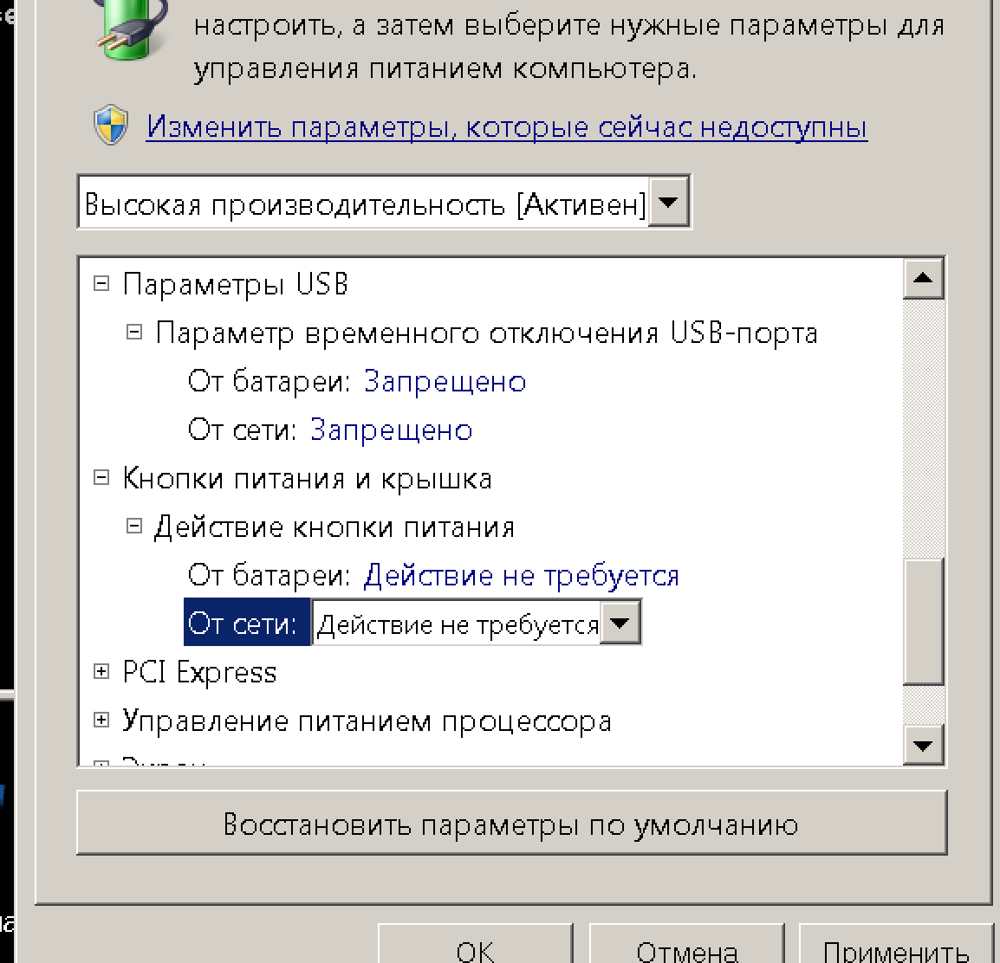 настроить, а затем выберите нужные параметры для
управления питанием компьютера.
Изменить параметры, которые сейчас недоступны
Высокая производительность [Активен]
Параметры USB
Параметр временного отключения USB-порта
От батареи: Запрещено
От сети: Запрещено
Кнопки питания и крышка
Действие кнопки питания
От батареи: Действие не требуется
От сети: Действие не требуется
PCI Express
Управление питанием процессора
Восстановить параметры по умолчанию
ОК Отмена Применить